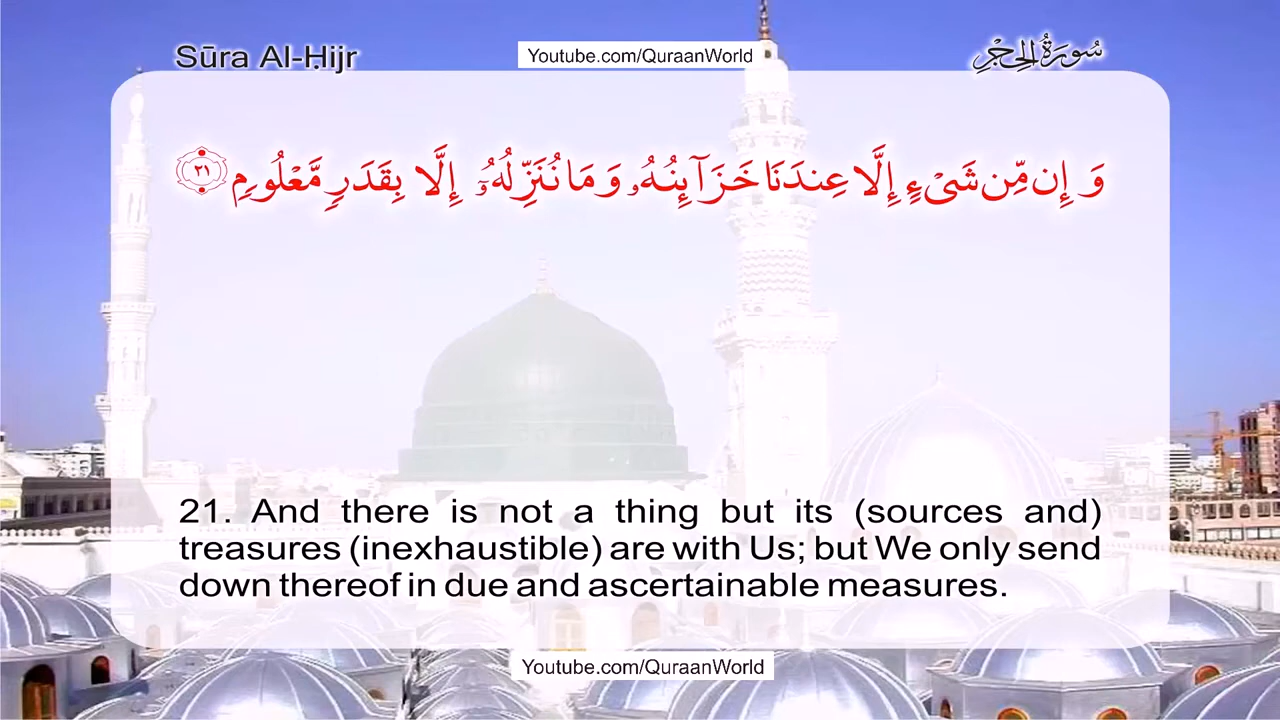 Sūra Al-Ḥijr
Youtube.com/QuraanWorld
سُورَةُ الحِجْرِ
وَ إِن مِّن شَىْءٍ إِلَّا عِندَنَا خَزَآئِنُهُۥ وَمَا نُنَزِّلُهُۥٓ إِلَّا بِقَدَرٍ مَّعْلُومٍ ٢١
21. And there is not a thing but its (sources and)
treasures (inexhaustible) are with Us; but We only send
down thereof in due and ascertainable measures.
Youtube.com/QuraanWorld